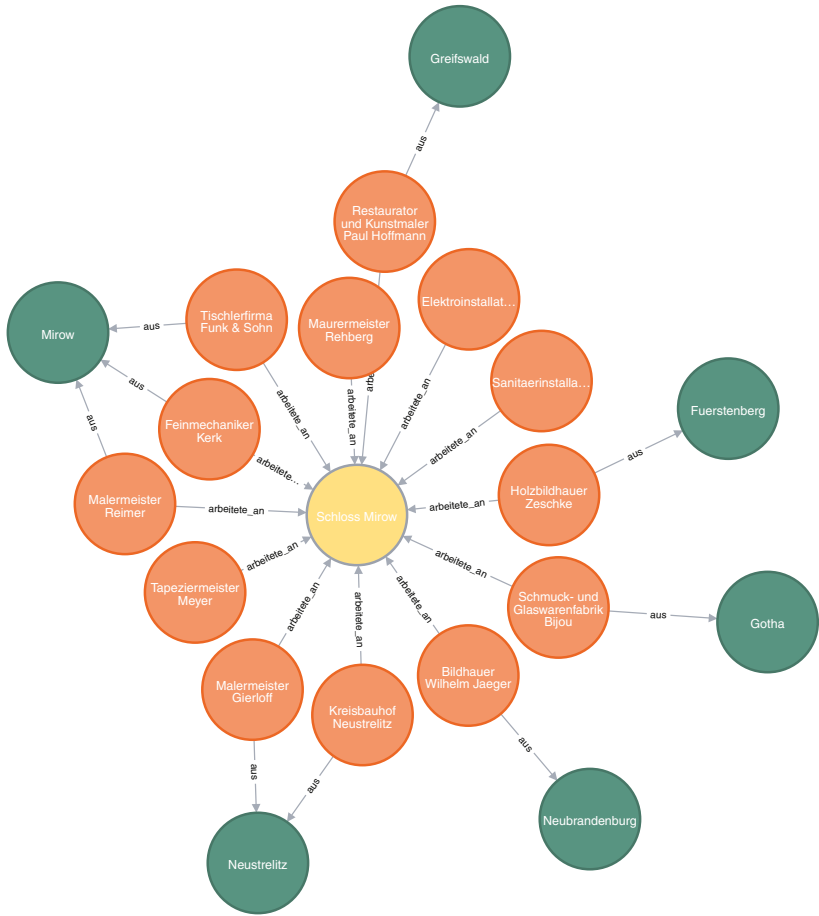 Greifswald
aus
Restaurator
und Kunstmaler
Paul Hoffmann
Elektroinstallat…
Tischlerfirma
Funk & Sohn
Maurermeister
Rehberg
Mirow
aus
Sanitaerinstalla…
aus
arbe
arbeitete_an
arbeitete_an
arbeitete_an
Fuerstenberg
aus
Feinmechaniker
Kerk
arbeitete_an
aus
arbeitete…
Malermeister
Reimer
arbeitete_an
Schloss Mirow
arbeitete_an
Holzbildhauer
Zeschke
aus
arbeitete_an
Tapeziermeister
Meyer
arbeitete_an
arbeitete_an
arbeitete_an
arbeitete_an
Schmuck- und
Glaswarenfabrik
Bijou
aus
Gotha
Malermeister
Gierloff
Kreisbauhof
Neustrelitz
Bildhauer
Wilhelm Jaeger
aus
aus
aus
Neubrandenburg
Neustrelitz